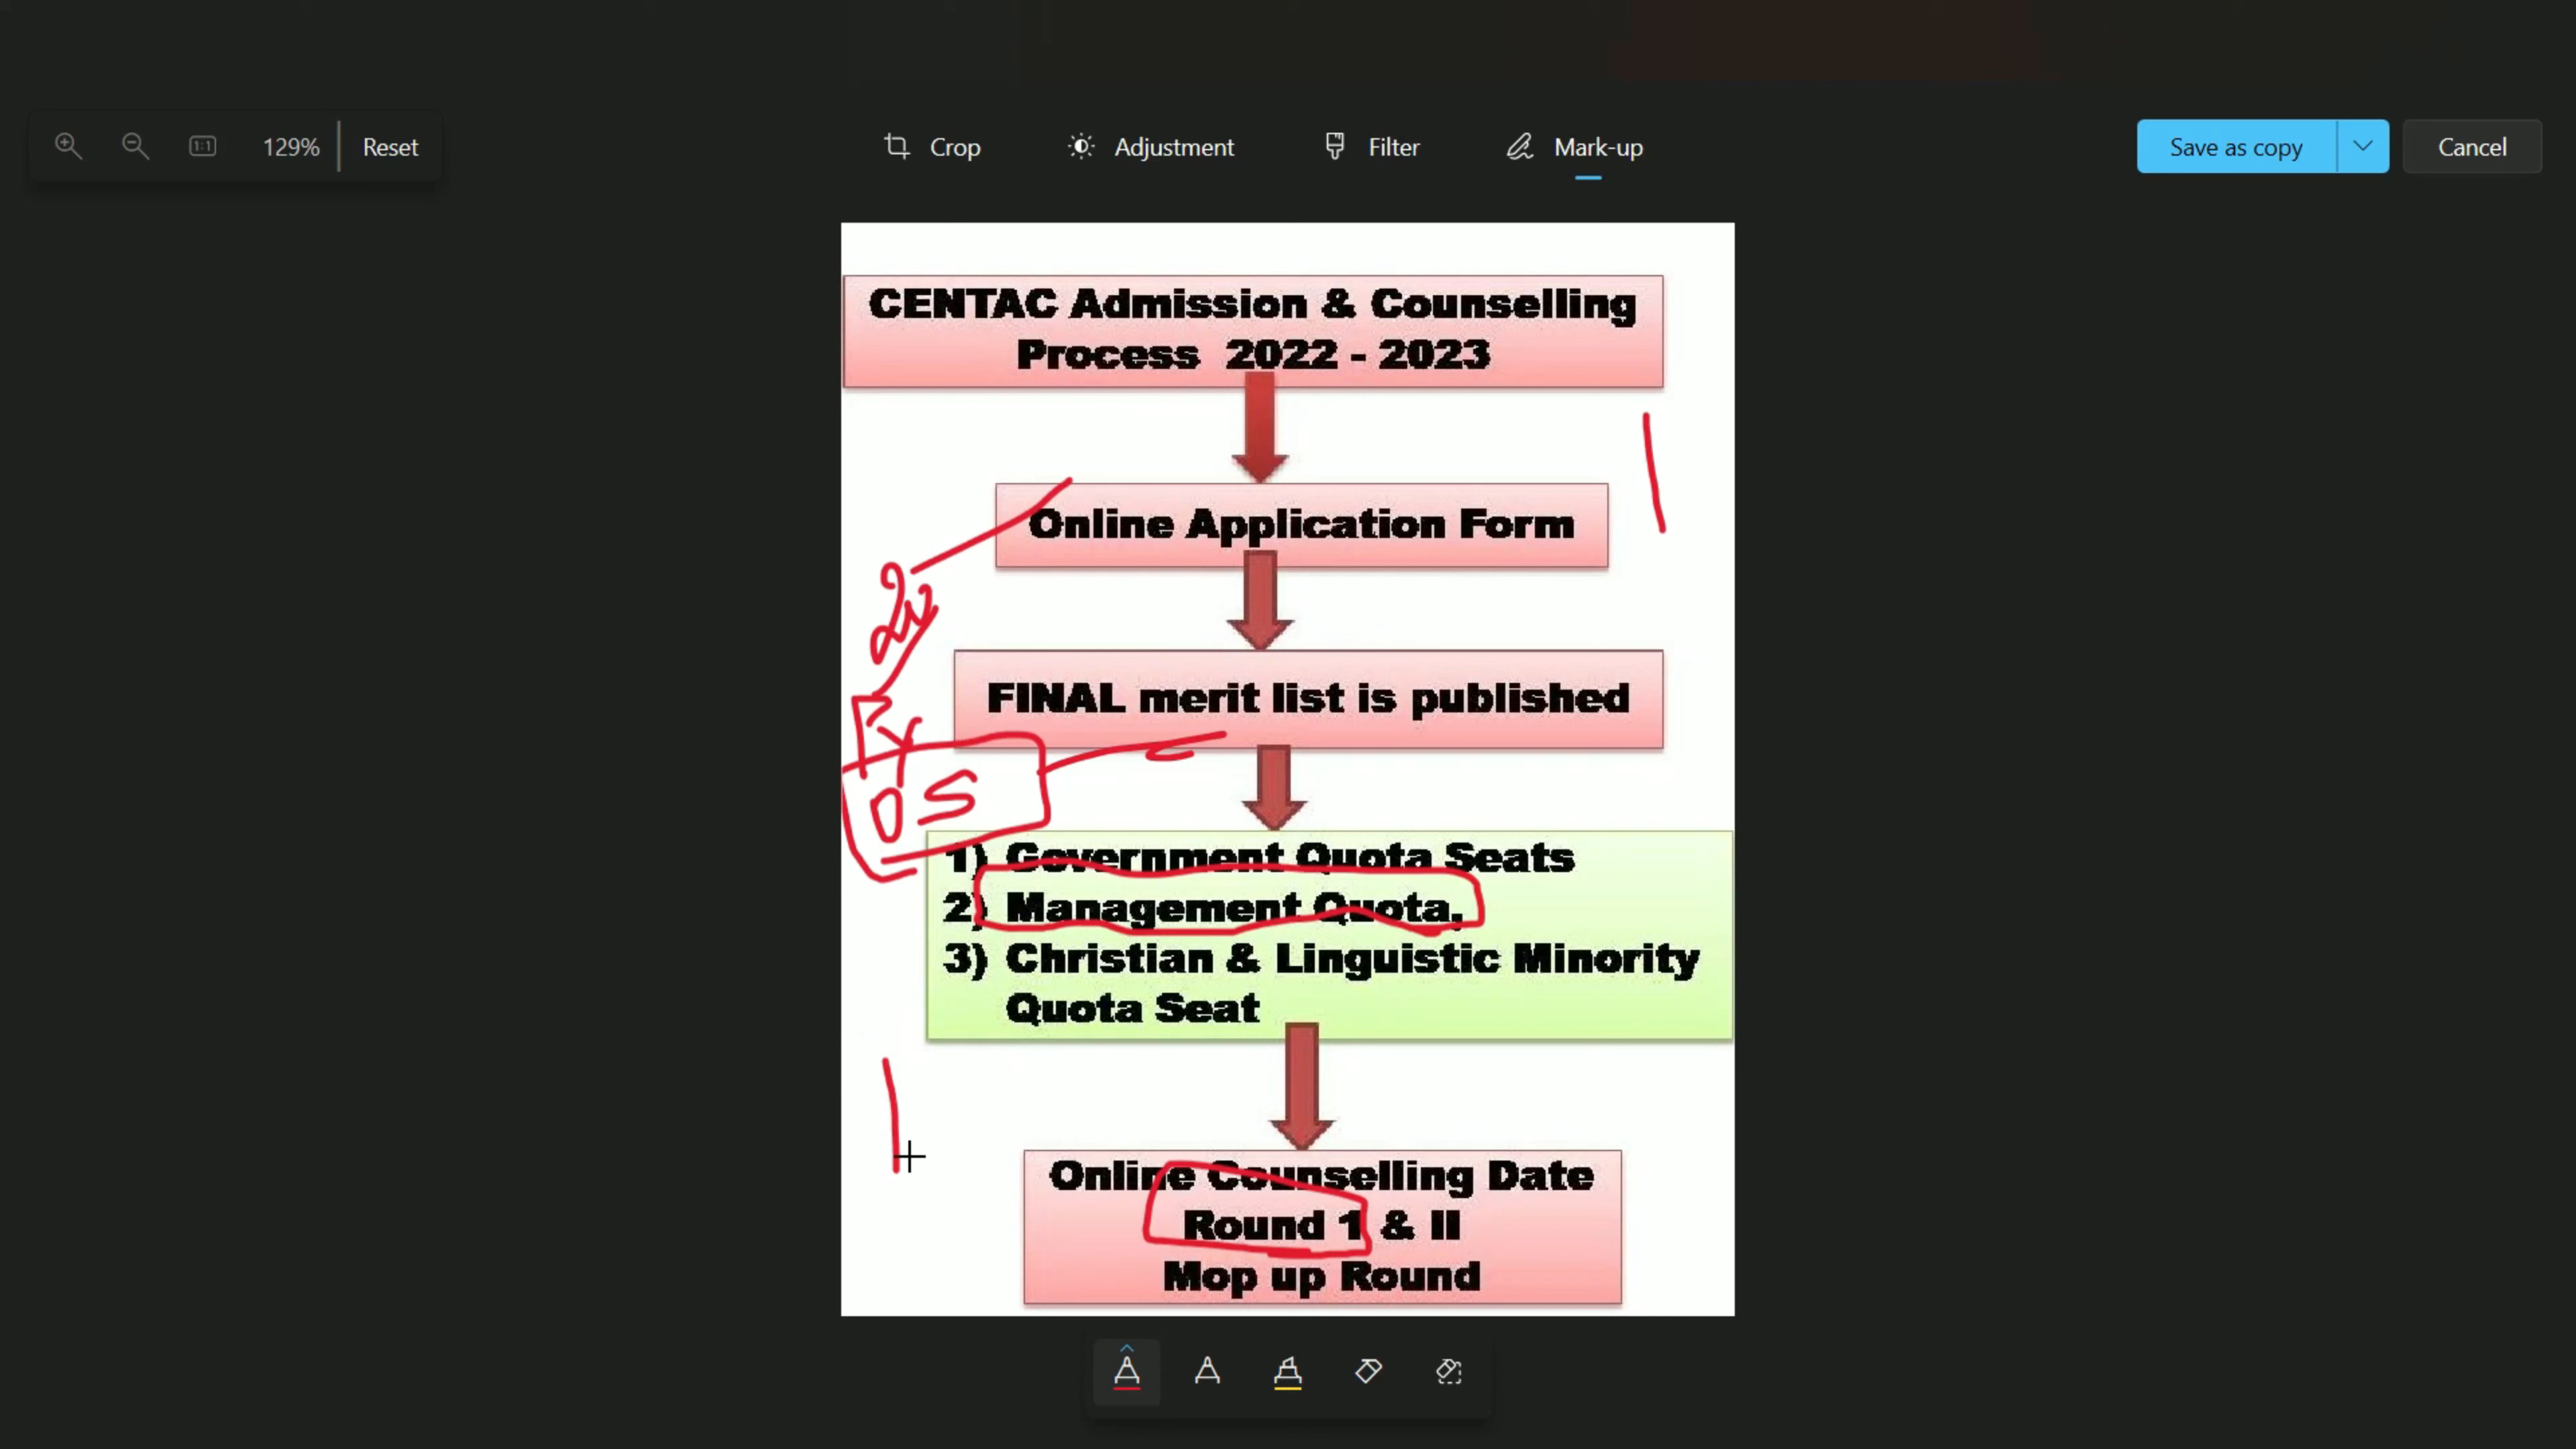 129% Reset Crop Adjustment Filter Mark-up Save as copy Cancel
CENTAC Admission & Counselling
Process 2022 - 2023
Online Application Form
FINAL merit list is published
PY
OS
1) Government Quota Seats
2) Management Quota,
3) Christian & Linguistic Minority
Quota Seat
Online Counselling Date
Round 1 & II
Mop up Round